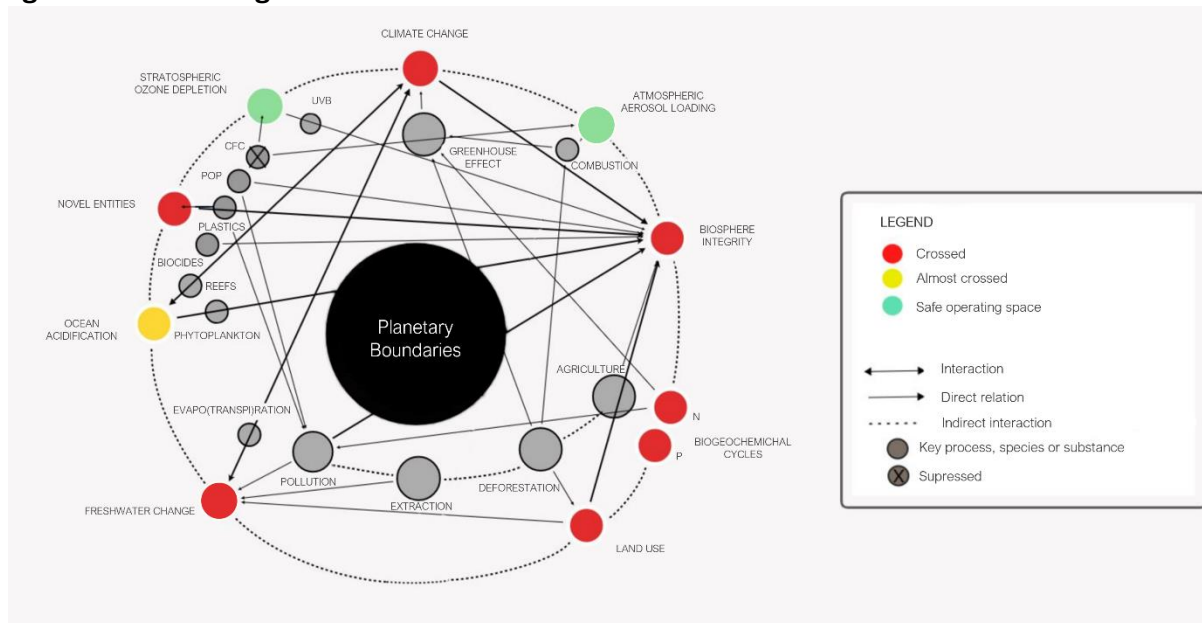 CLIMATE CHANGE
STRATOSPHERIC
OZONE DEPLETION
UVB
ATMOSPHERIC
AEROSOL LOADING
CFC
GREENHOUSE
EFFECT
COMBUSTION
POP
NOVEL ENTITIES
PLASTICS
BIOSPHERE
INTEGRITY
BIOCIDES
REEFS
OCEAN
ACIDIFICATION
PHYTOPLANKTON
Planetary
Boundaries
AGRICULTURE
EVAPO(TRANSPI)RATION
N
P
BIOGEOCHEMICHAL
CYCLES
POLLUTION
DEFORESTATION
EXTRACTION
FRESHWATER CHANGE
LAND USE
LEGEND
Crossed
Almost crossed
Safe operating space
Interaction
Direct relation
Indirect interaction
Key process, species or substance
X
Supressed